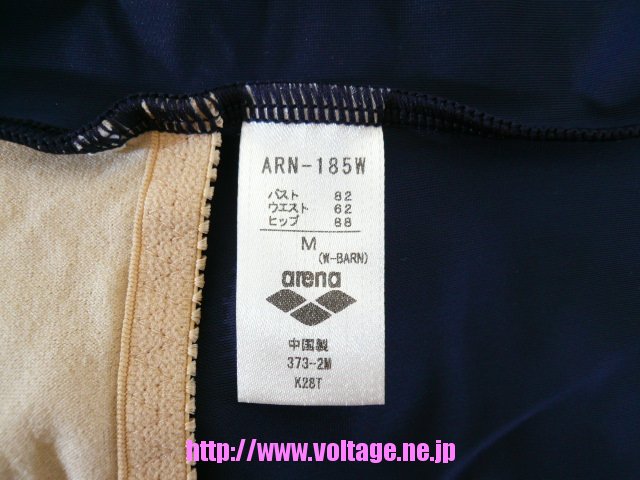 ARN-185W
バスト 82
ウエスト 62
ヒップ 88
M
(W-BARN)
arena
中国製
373-2M
K28T
http://www.voltage.ne.jp